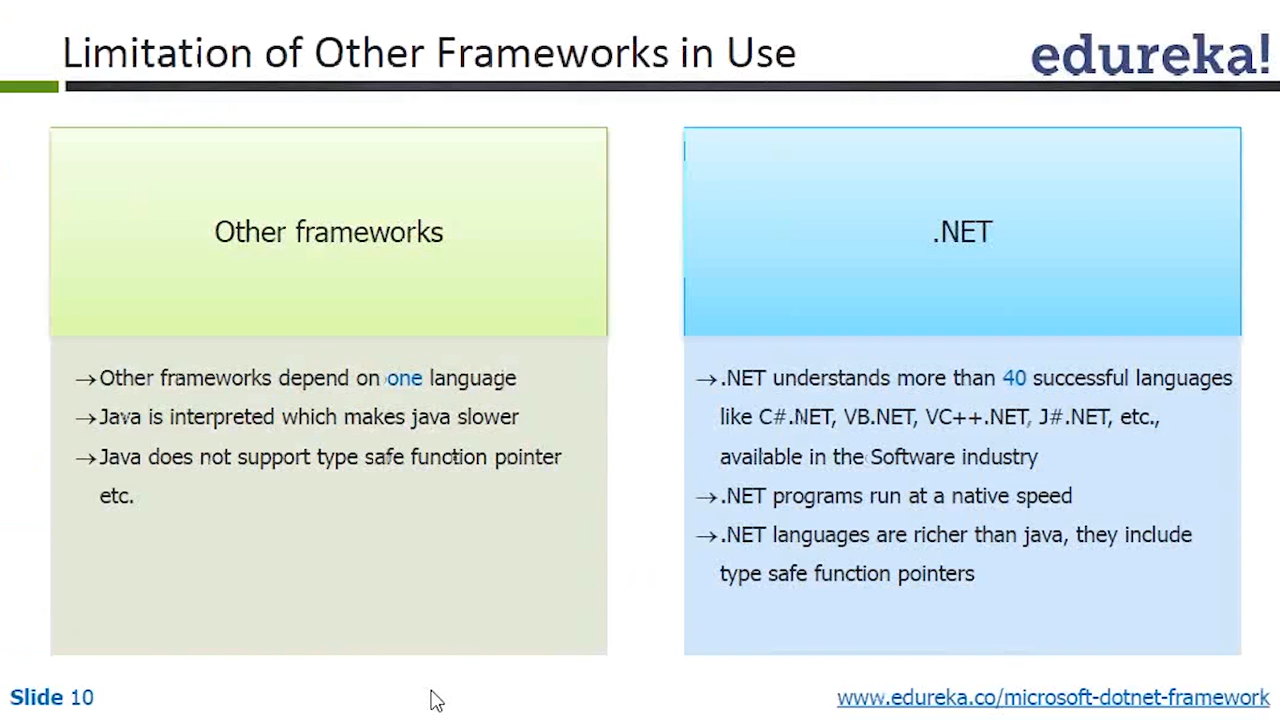 Limitation of Other Frameworks in Use
edureka!
Other frameworks
→Other frameworks depend on one language
→Java is interpreted which makes java slower
→Java does not support type safe function pointer
etc.
.NET
→.NET understands more than 40 successful languages
like C#.NET, VB.NET, VC++.NET, J#.NET, etc.,
available in the Software industry
→.NET programs run at a native speed
→.NET languages are richer than java, they include
type safe function pointers
Slide 10
www.edureka.co/microsoft-dotnet-framework